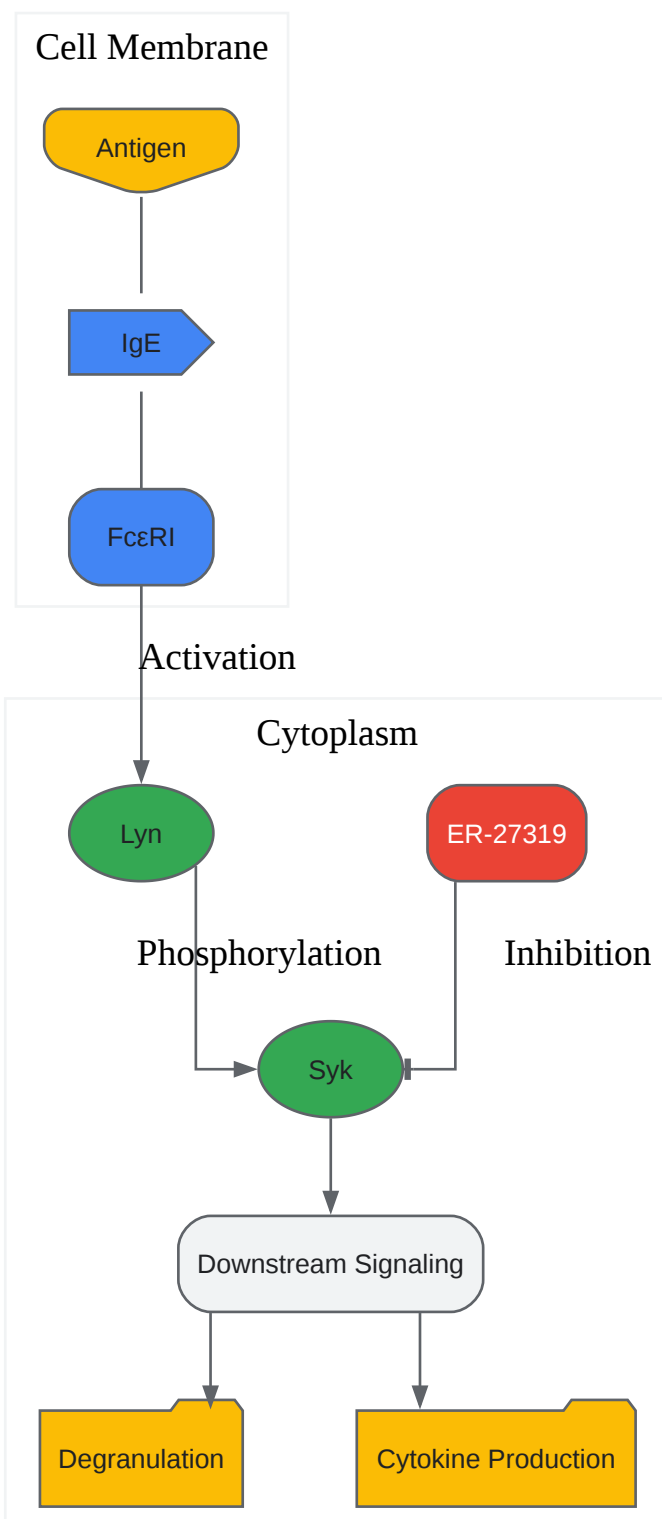 Cell Membrane
Antigen
IgE
FcεRI
Activation
Cytoplasm
Lyn
ER-27319
Phosphorylation
Inhibition
Syk
Downstream Signaling
Degranulation
Cytokine Production